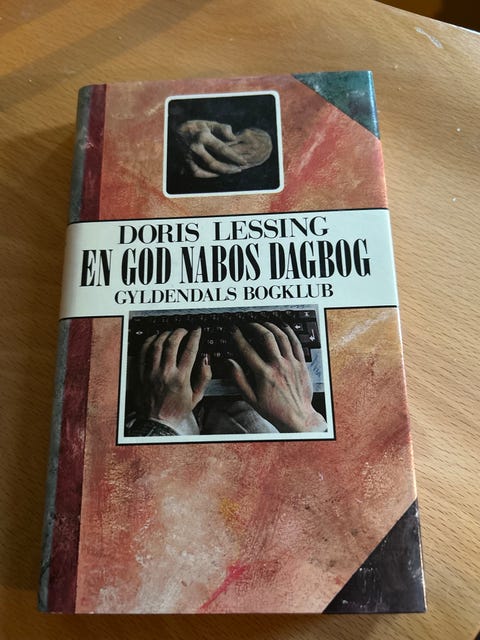 DORIS LESSING
EN GOD NABOS DAGBOG
GYLDENDALS BOGKLUB